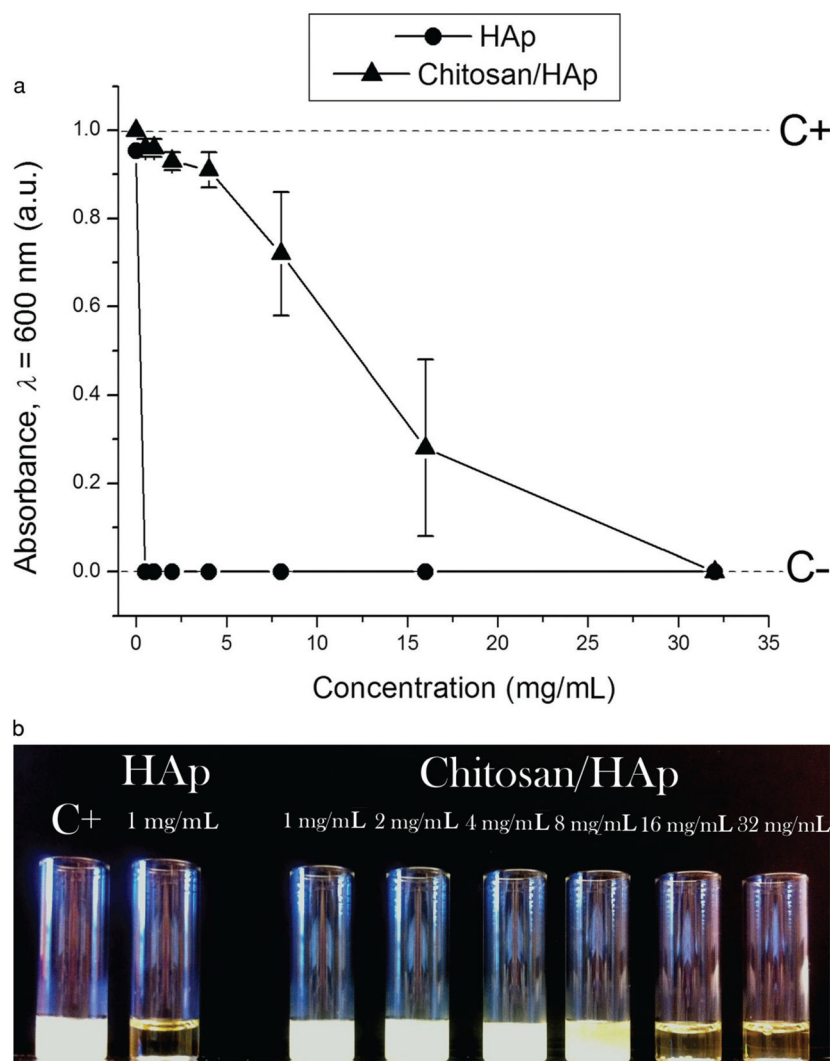 HAp
Chitosan/HAp
a
C+
1.0
0.8
0.6
0.4
0.2
0.0
C-
Absorbance, λ = 600 nm (a.u.)
0 5 10 15 20 25 30 35
Concentration (mg/mL)
b
HAp Chitosan/HAp
C+ 1 mg/mL 1 mg/mL 2 mg/mL 4 mg/mL 8 mg/mL 16 mg/mL 32 mg/mL